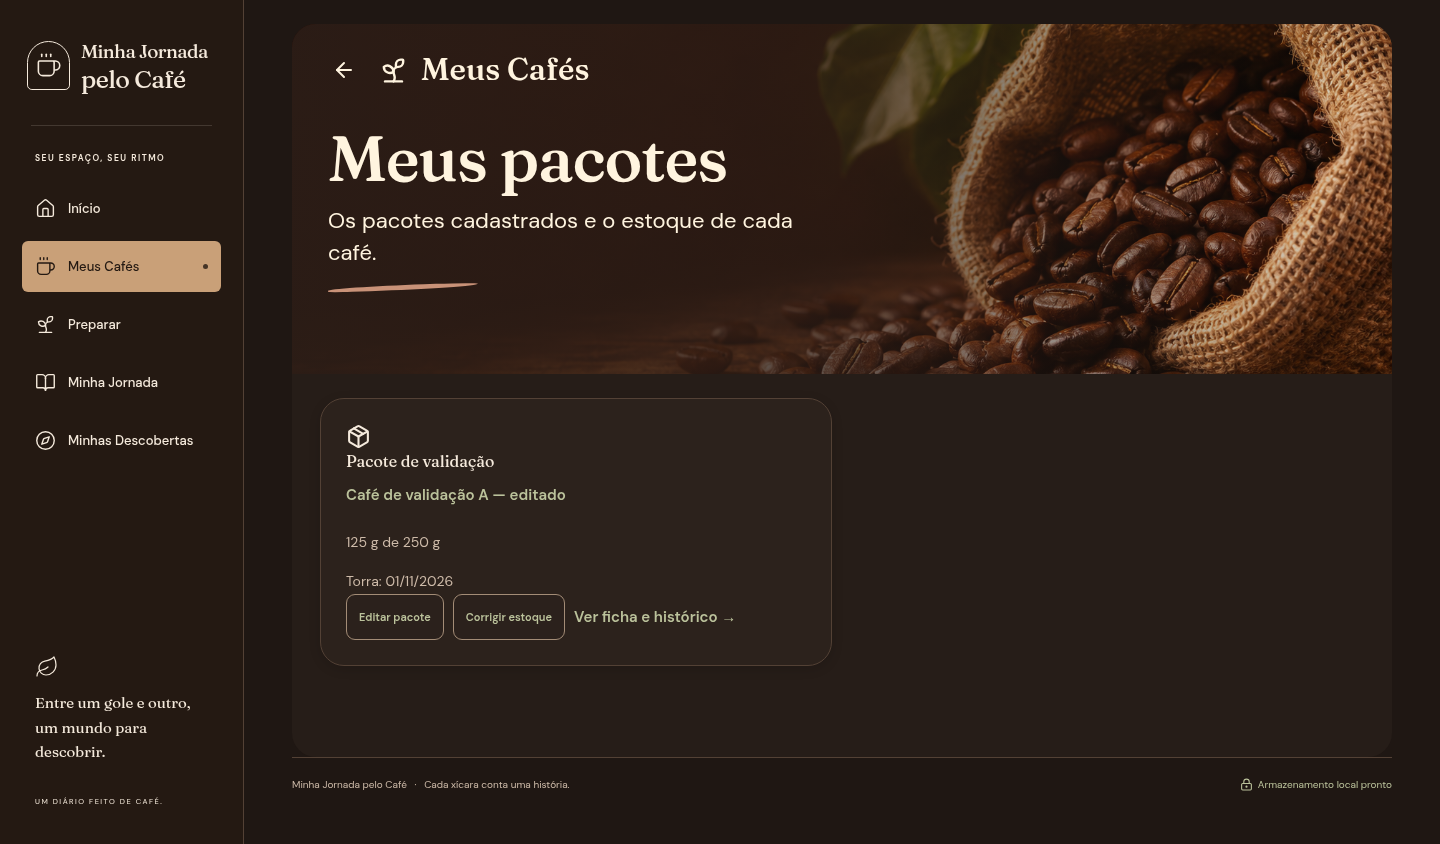 Minha Jornada
pelo Café
SEU ESPAÇO, SEU RITMO
Início
Meus Cafés
Preparar
Minha Jornada
Minhas Descobertas
Entre um gole e outro,
um mundo para
descobrir.
UM DIÁRIO FEITO DE CAFÉ.
Meus Cafés
Meus pacotes
Os pacotes cadastrados e o estoque de cada
café.
Pacote de validação
Café de validação A — editado
125 g de 250 g
Torra: 01/11/2026
Editar pacote
Corrigir estoque
Ver ficha e histórico →
Minha Jornada pelo Café · Cada xícara conta uma história.
Armazenamento local pronto